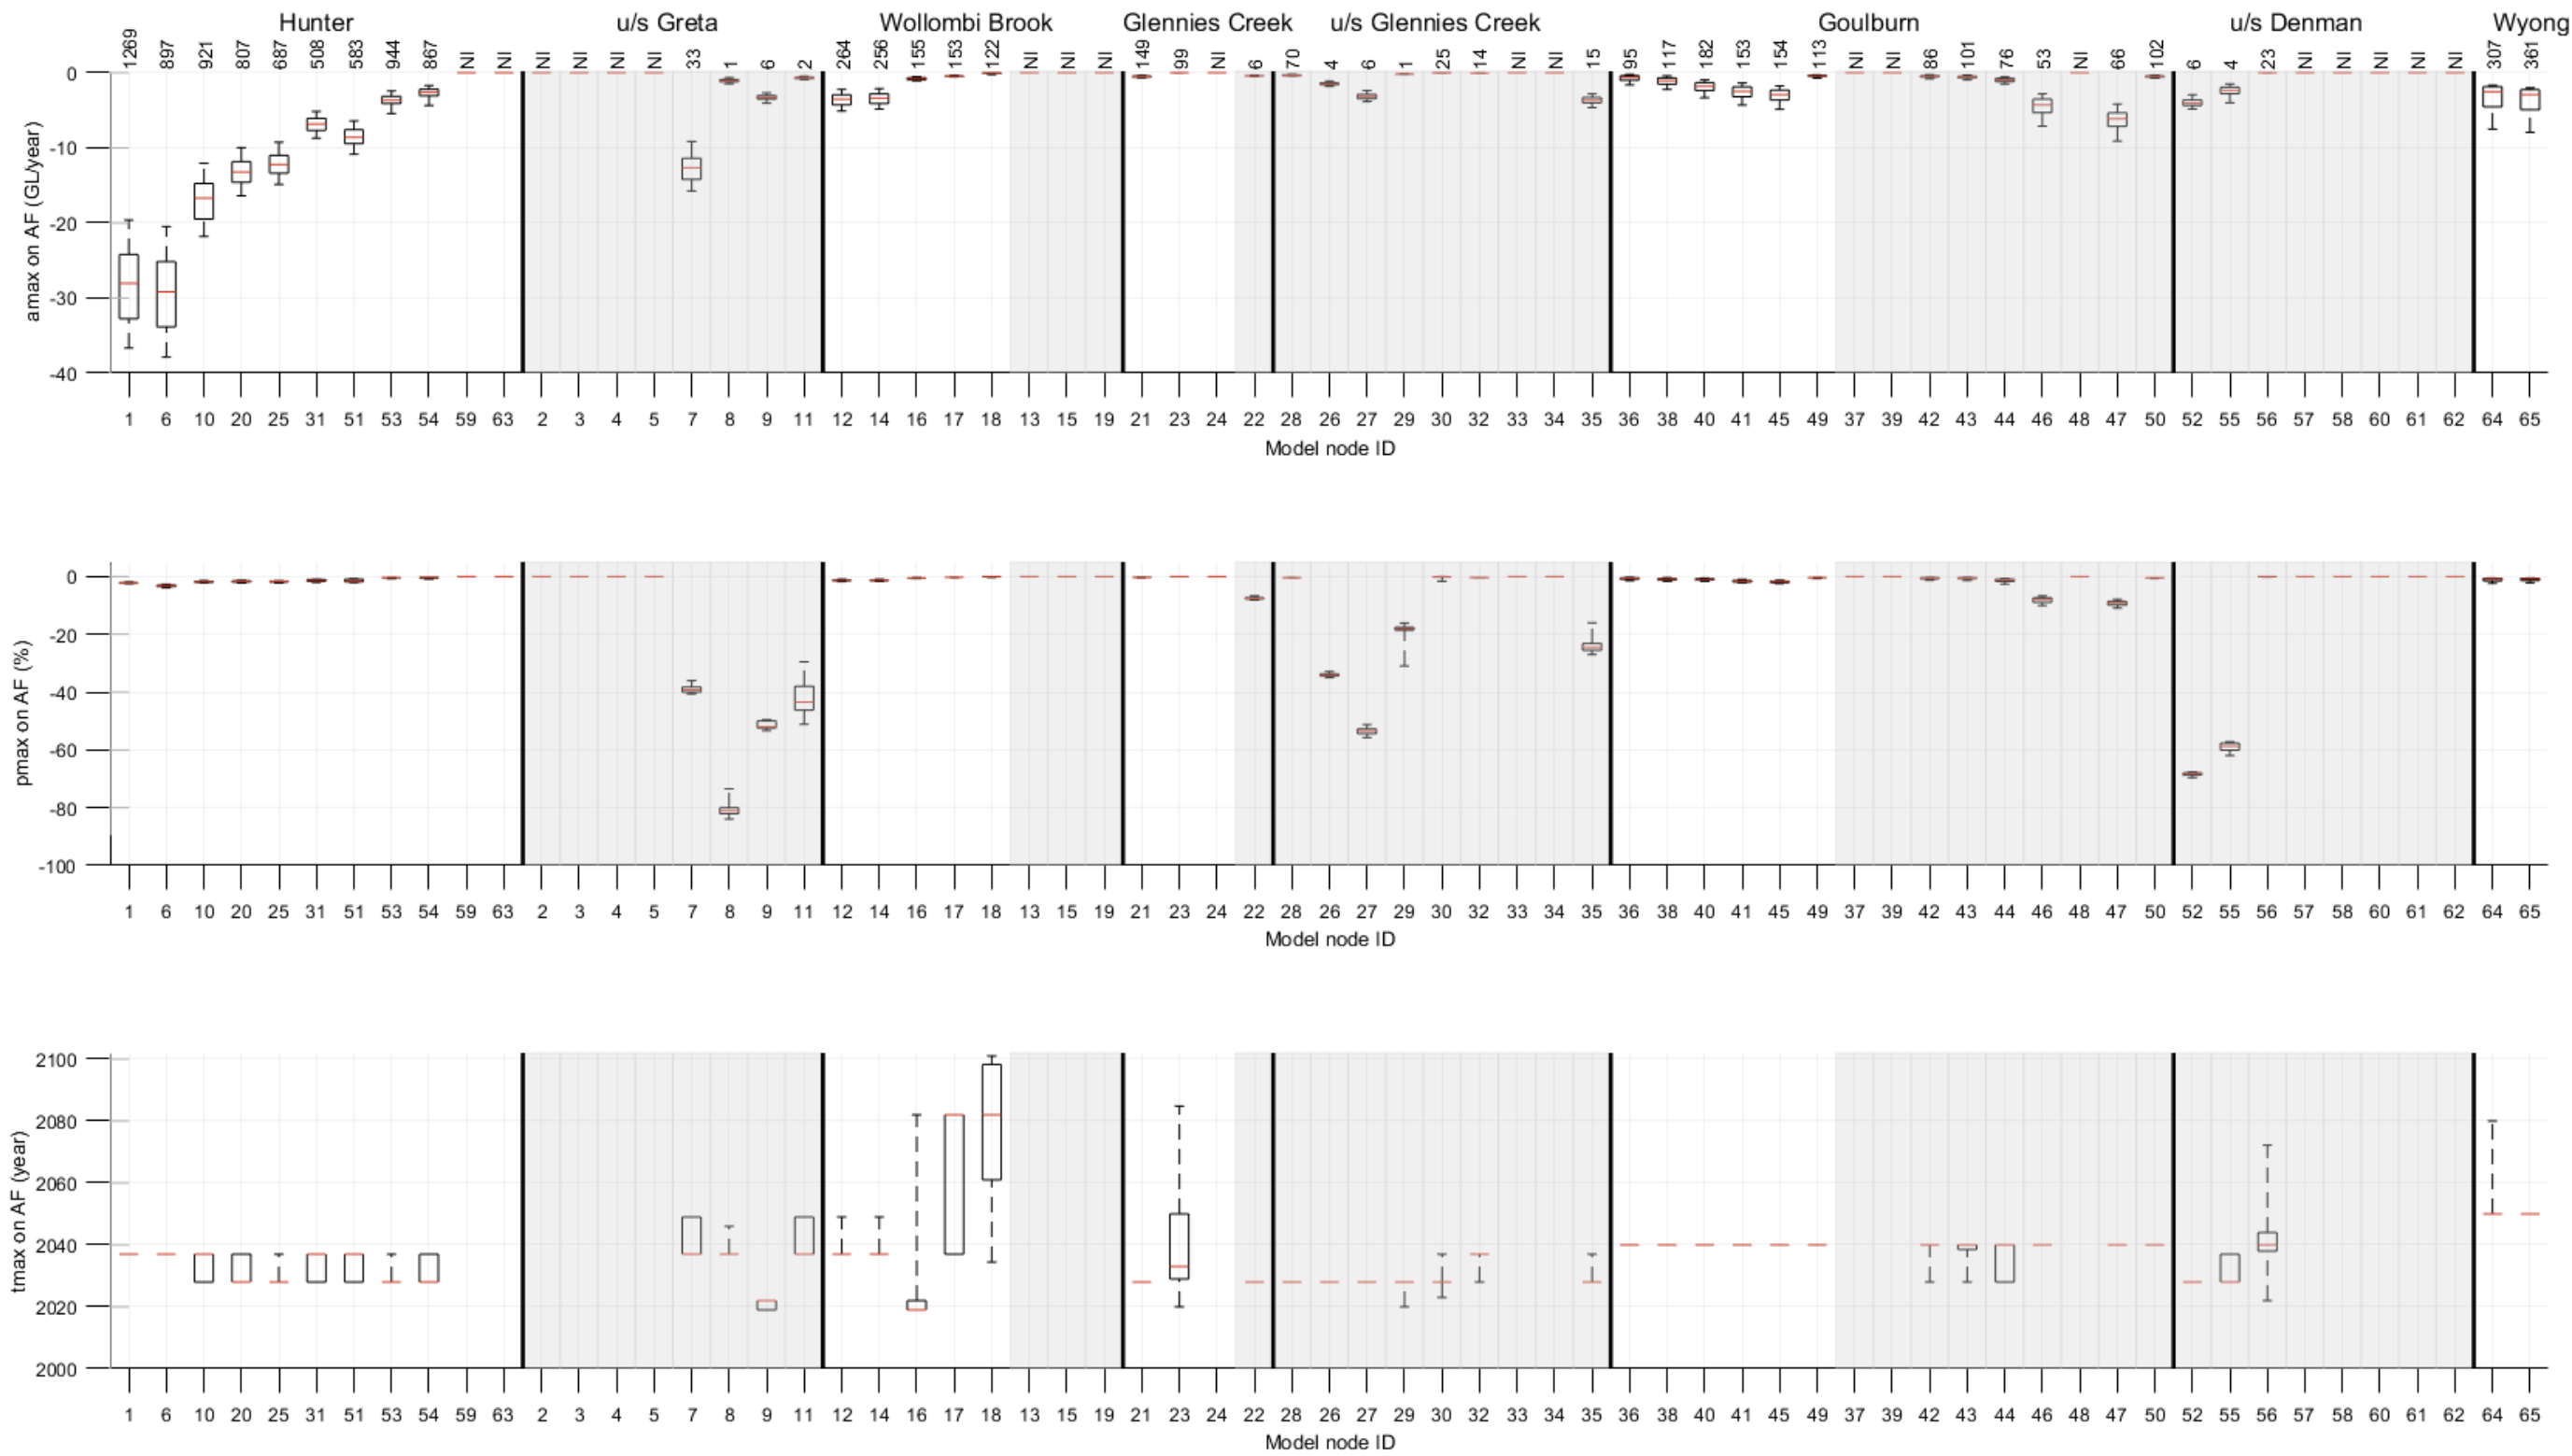 Hunter u/s Greta Wollombi Brook Glennies Creek u/s Glennies Creek Goulburn u/s Denman Wyong
1269 897 921 807 687 508 583 944 867 NI NI NI NI NI NI 33 1 6 2 264 256 155 153 122 NI NI NI 149 99 NI 6 70 4 6 1 25 14 NI NI 15 95 117 182 153 154 113 NI NI 86 101 76 53 NI 66 102 6 4 23 NI NI NI NI NI 307 361
amax on AF (GL/year)
0
-10
-20
-30
-40
1 6 10 20 25 31 51 53 54 59 63 2 3 4 5 7 8 9 11 12 14 16 17 18 13 15 19 21 23 24 22 28 26 27 29 30 32 33 34 35 36 38 40 41 45 49 37 39 42 43 44 46 48 47 50 52 55 56 57 58 60 61 62 64 65
Model node ID
pmax on AF (%)
0
-20
-40
-60
-80
-100
1 6 10 20 25 31 51 53 54 59 63 2 3 4 5 7 8 9 11 12 14 16 17 18 13 15 19 21 23 24 22 28 26 27 29 30 32 33 34 35 36 38 40 41 45 49 37 39 42 43 44 46 48 47 50 52 55 56 57 58 60 61 62 64 65
Model node ID
tmax on AF (year)
2100
2080
2060
2040
2020
2000
1 6 10 20 25 31 51 53 54 59 63 2 3 4 5 7 8 9 11 12 14 16 17 18 13 15 19 21 23 24 22 28 26 27 29 30 32 33 34 35 36 38 40 41 45 49 37 39 42 43 44 46 48 47 50 52 55 56 57 58 60 61 62 64 65
Model node ID